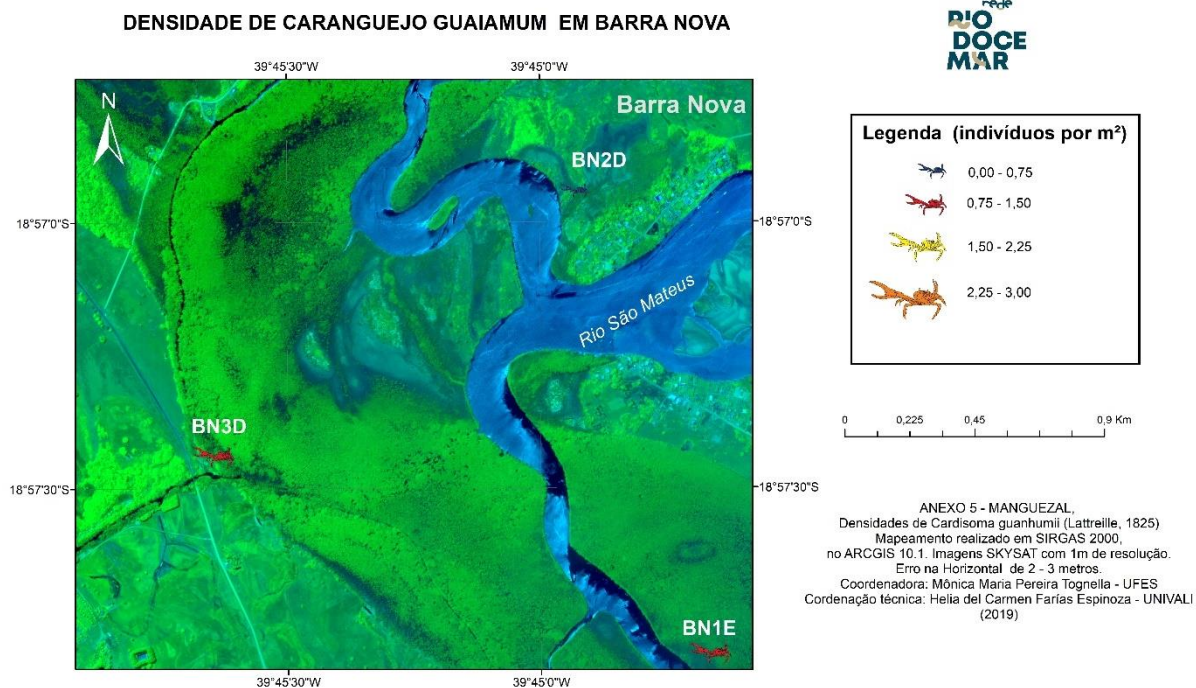 DENSIDADE DE CARANGUEJO GUAIAMUM EM BARRA NOVA
rede
RIO
DOCE
MAR
39°45'30"W
39°45'0"W
N
Barra Nova
BN2D
18°57'0"S
18°57'0"S
Rio São Mateus
BN3D
18°57'30"S
18°57'30"S
BN1E
39°45'30"W
39°45'0"W
Legenda (indivíduos por m²)
0,00 - 0,75
0,75 - 1,50
1,50 - 2,25
2,25 - 3,00
0 0,225 0,45 0,9 Km
ANEXO 5 - MANGUEZAL,
Densidades de Cardisoma guanhumii (Lattreille, 1825)
Mapeamento realizado em SIRGAS 2000,
no ARCGIS 10.1. Imagens SKYSAT com 1m de resolução.
Erro na Horizontal de 2 - 3 metros.
Coordenadora: Mônica Maria Pereira Tognella - UFES
Cordenação técnica: Helia del Carmen Farías Espinoza - UNIVALI
(2019)